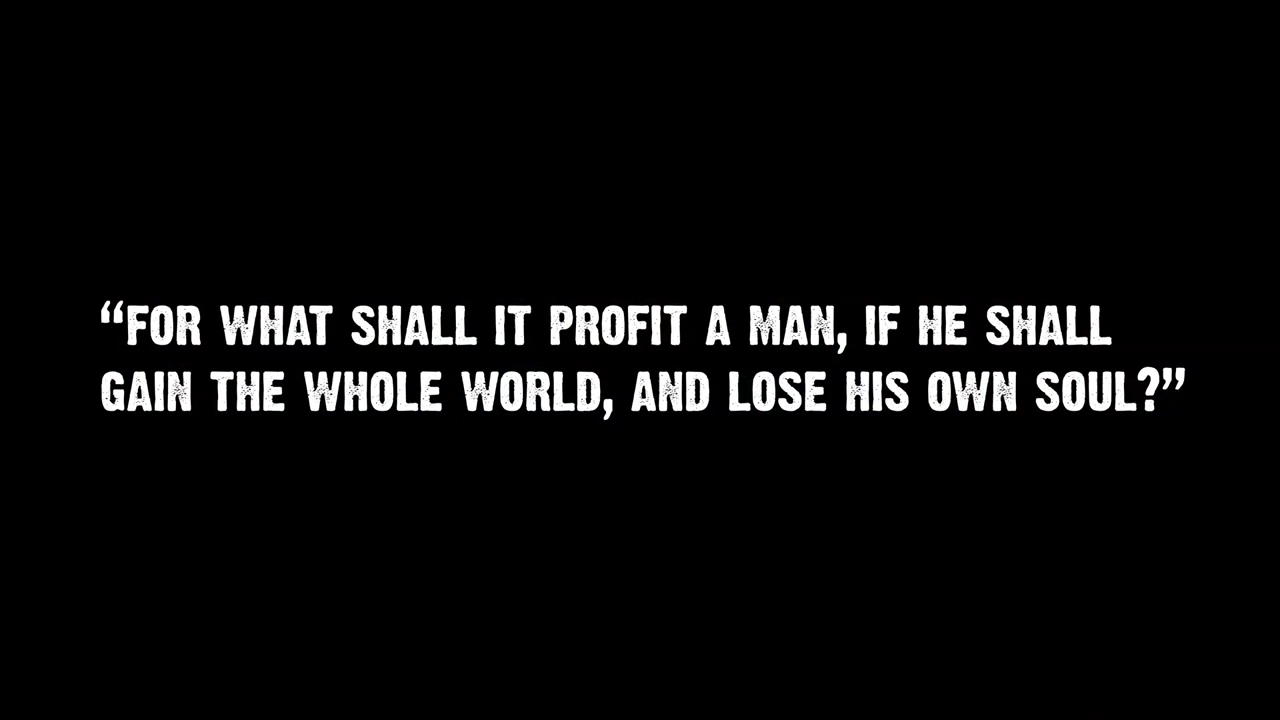 “FOR WHAT SHALL IT PROFIT A MAN, IF HE SHALL
GAIN THE WHOLE WORLD, AND LOSE HIS OWN SOUL?”